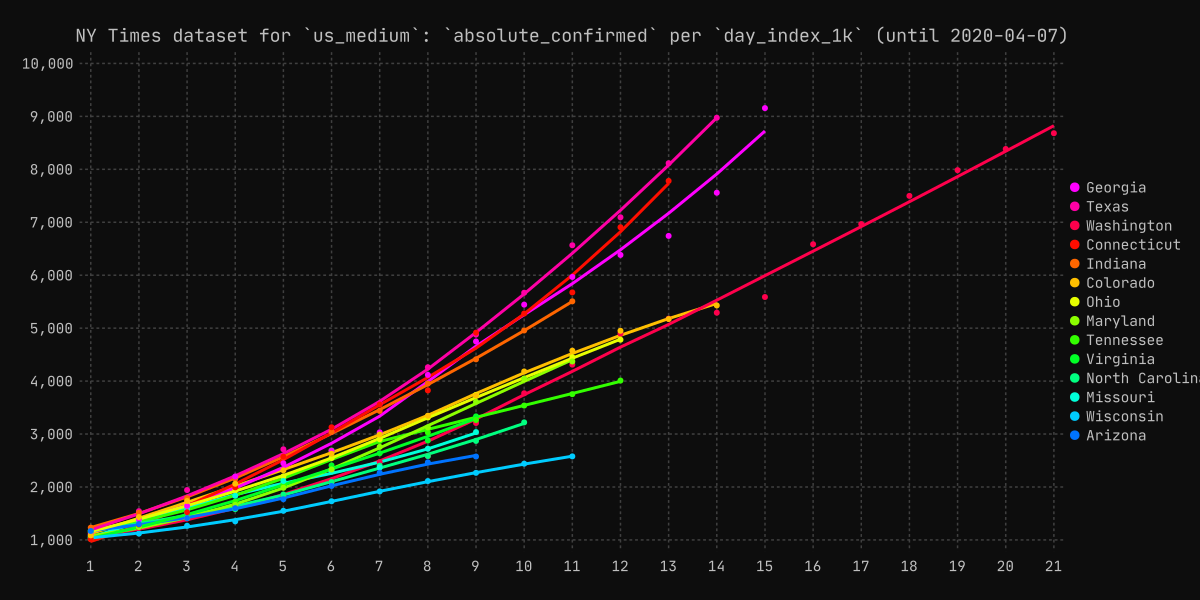 NY Times dataset for `us_medium`: `absolute_confirmed` per `day_index_1k` (until 2020-04-07)
10,000
9,000
8,000
7,000
6,000
5,000
4,000
3,000
2,000
1,000
1 2 3 4 5 6 7 8 9 10 11 12 13 14 15 16 17 18 19 20 21
Georgia
Texas
Washington
Connecticut
Indiana
Colorado
Ohio
Maryland
Tennessee
Virginia
North Carolin
Missouri
Wisconsin
Arizona